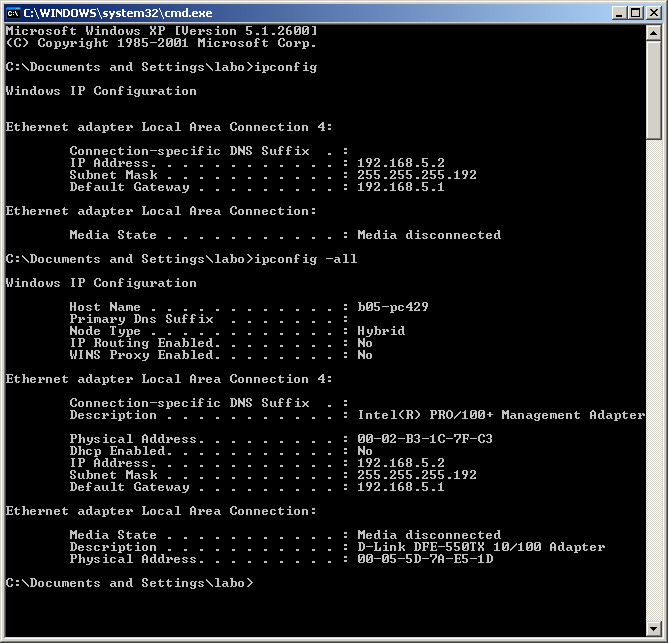 C:\WINDOWS\system32\cmd.exe
Microsoft Windows XP [Version 5.1.2600]
(C) Copyright 1985-2001 Microsoft Corp.
C:\Documents and Settings\labo>ipconfig
Windows IP Configuration
Ethernet adapter Local Area Connection 4:
Connection-specific DNS Suffix . :
IP Address. . . . . . . . . . . . : 192.168.5.2
Subnet Mask . . . . . . . . . . . : 255.255.255.192
Default Gateway . . . . . . . . . : 192.168.5.1
Ethernet adapter Local Area Connection:
Media State . . . . . . . . . . . : Media disconnected
C:\Documents and Settings\labo>ipconfig -all
Windows IP Configuration
Host Name . . . . . . . . . . . . : b05-pc429
Primary Dns Suffix . . . . . . . :
Node Type . . . . . . . . . . . . : Hybrid
IP Routing Enabled. . . . . . . . : No
WINS Proxy Enabled. . . . . . . . : No
Ethernet adapter Local Area Connection 4:
Connection-specific DNS Suffix . :
Description . . . . . . . . . . . : Intel(R) PRO/100+ Management Adapter
Physical Address. . . . . . . . . : 00-02-B3-1C-7F-C3
Dhcp Enabled. . . . . . . . . . . : No
IP Address. . . . . . . . . . . . : 192.168.5.2
Subnet Mask . . . . . . . . . . . : 255.255.255.192
Default Gateway . . . . . . . . . : 192.168.5.1
Ethernet adapter Local Area Connection:
Media State . . . . . . . . . . . : Media disconnected
Description . . . . . . . . . . . : D-Link DFE-550TX 10/100 Adapter
Physical Address. . . . . . . . . : 00-05-5D-7A-E5-1D
C:\Documents and Settings\labo>